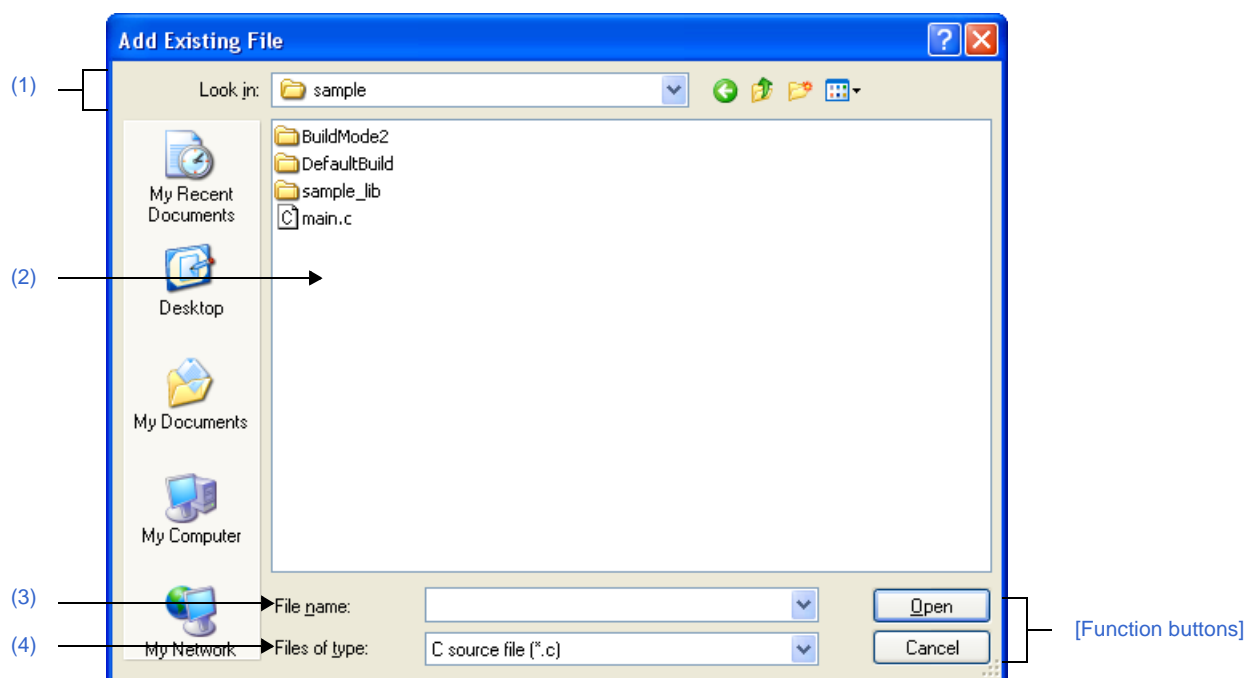 Add Existing File
(1)
Look in:
sample
BuildMode2
DefaultBuild
sample_lib
main.c
My Recent
Documents
(2)
Desktop
My Documents
My Computer
(3)
File name:
Open
[Function buttons]
(4)
My Network
Files of type:
C source file (*.c)
Cancel